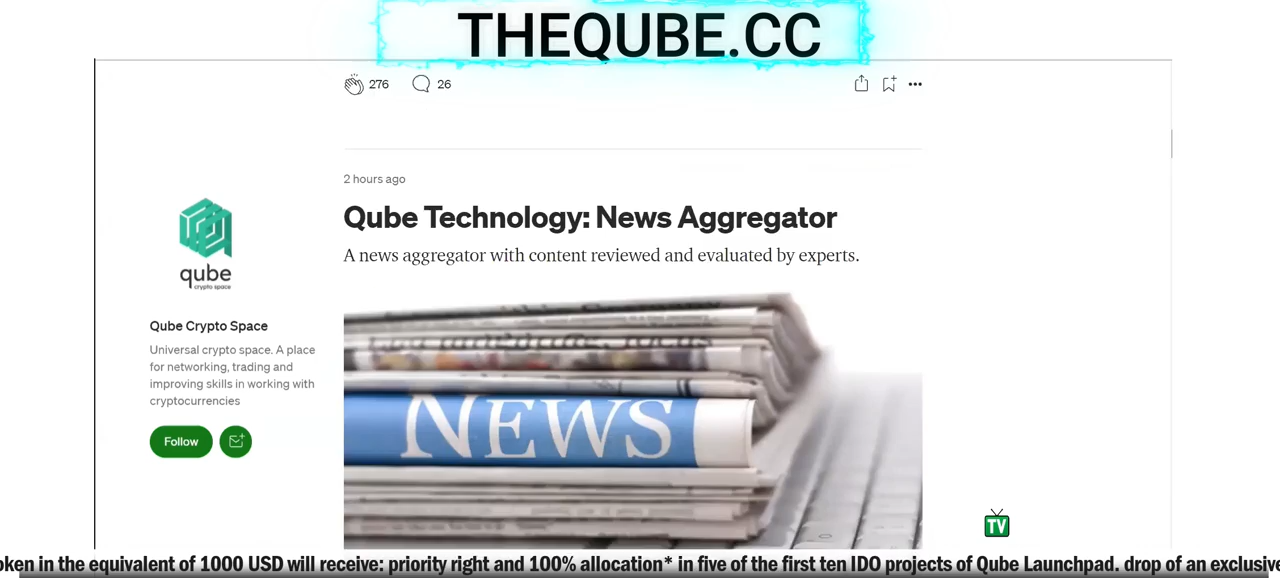 THEQUBE.CC
276
26
2 hours ago
Qube Technology: News Aggregator
A news aggregator with content reviewed and evaluated by experts.
qube
crypto space
Qube Crypto Space
Universal crypto space. A place
for networking, trading and
improving skills in working with
cryptocurrencies
Follow
NEWS
TV
oken in the equivalent of 1000 USD will receive: priority right and 100% allocation* in five of the first ten IDO projects of Qube Launchpad. drop of an exclusive